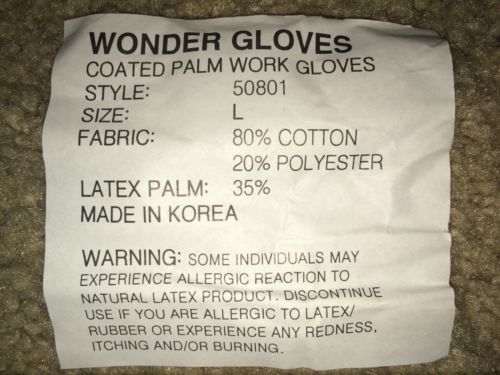 WONDER GLOVES
COATED PALM WORK GLOVES
STYLE: 50801
SIZE: L
FABRIC: 80% COTTON
20% POLYESTER
LATEX PALM: 35%
MADE IN KOREA
WARNING: SOME INDIVIDUALS MAY
EXPERIENCE ALLERGIC REACTION TO
NATURAL LATEX PRODUCT. DISCONTINUE
USE IF YOU ARE ALLERGIC TO LATEX/
RUBBER OR EXPERIENCE ANY REDNESS,
ITCHING AND/OR BURNING.